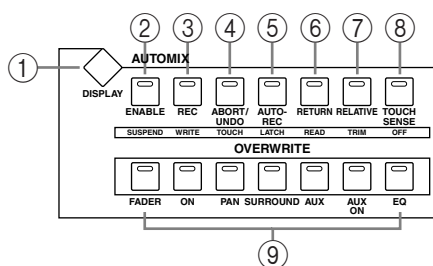 2 3 4 5 6 7 8
1 AUTOMIX
DISPLAY
ENABLE REC ABORT/UNDO AUTO-REC RETURN RELATIVE TOUCH SENSE
SUSPEND WRITE TOUCH LATCH READ TRIM OFF
OVERWRITE
FADER ON PAN SURROUND AUX AUX ON EQ
9